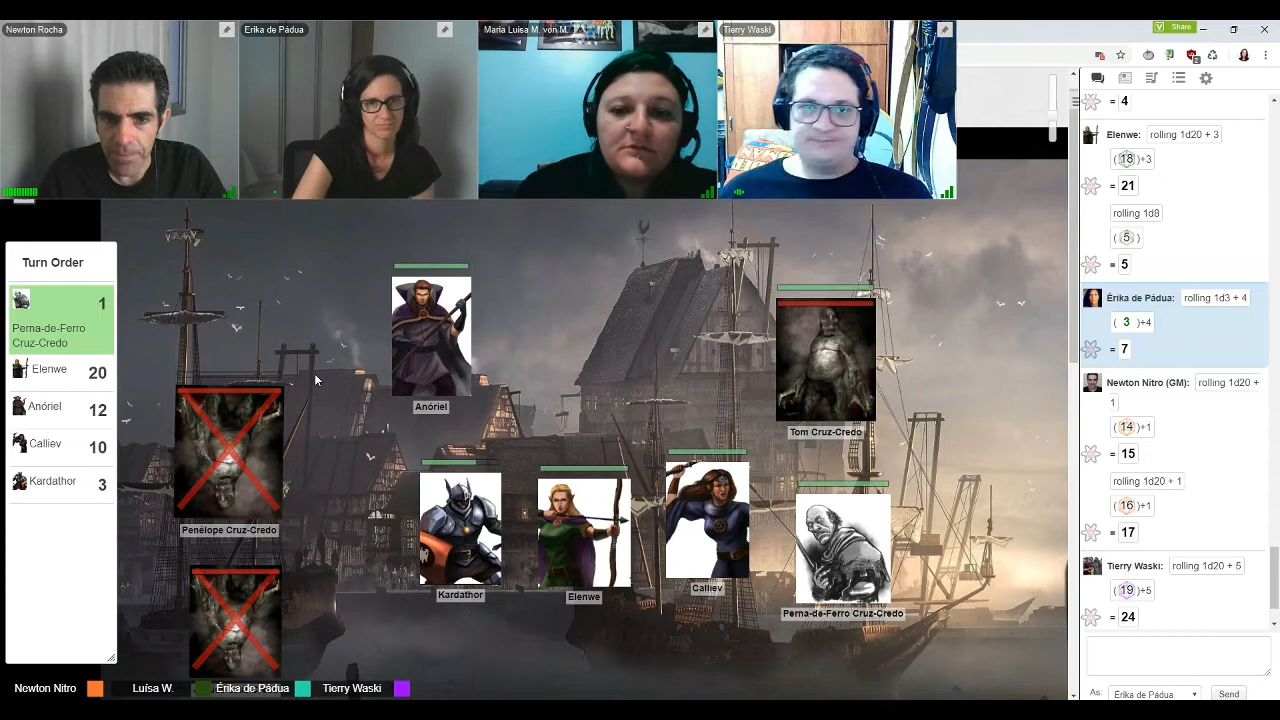 Newton Rocha
Erika de Pádua
Maria Luisa M. von M.
Tierry Waski
Share
Turn Order
1
Perna-de-Ferro
Cruz-Credo
Elenwe 20
Anóriel 12
Calliev 10
Kardathor 3
Anóriel
Tom Cruz-Credo
Penélope Cruz-Credo
Kardathor
Elenwe
Calliev
Perna-de-Ferro Cruz-Credo
= 4
Elenwe: rolling 1d20 + 3
(18)+3
= 21
rolling 1d8
(5)
= 5
Érika de Pádua: rolling 1d3 + 4
(3)+4
= 7
Newton Nitro (GM): rolling 1d20 +
1
(14)+1
= 15
rolling 1d20 + 1
(16)+1
= 17
Tierry Waski: rolling 1d20 + 5
(19)+5
= 24
As: Érika de Pádua Send
Newton Nitro Luísa W. Érika de Pádua Tierry Waski